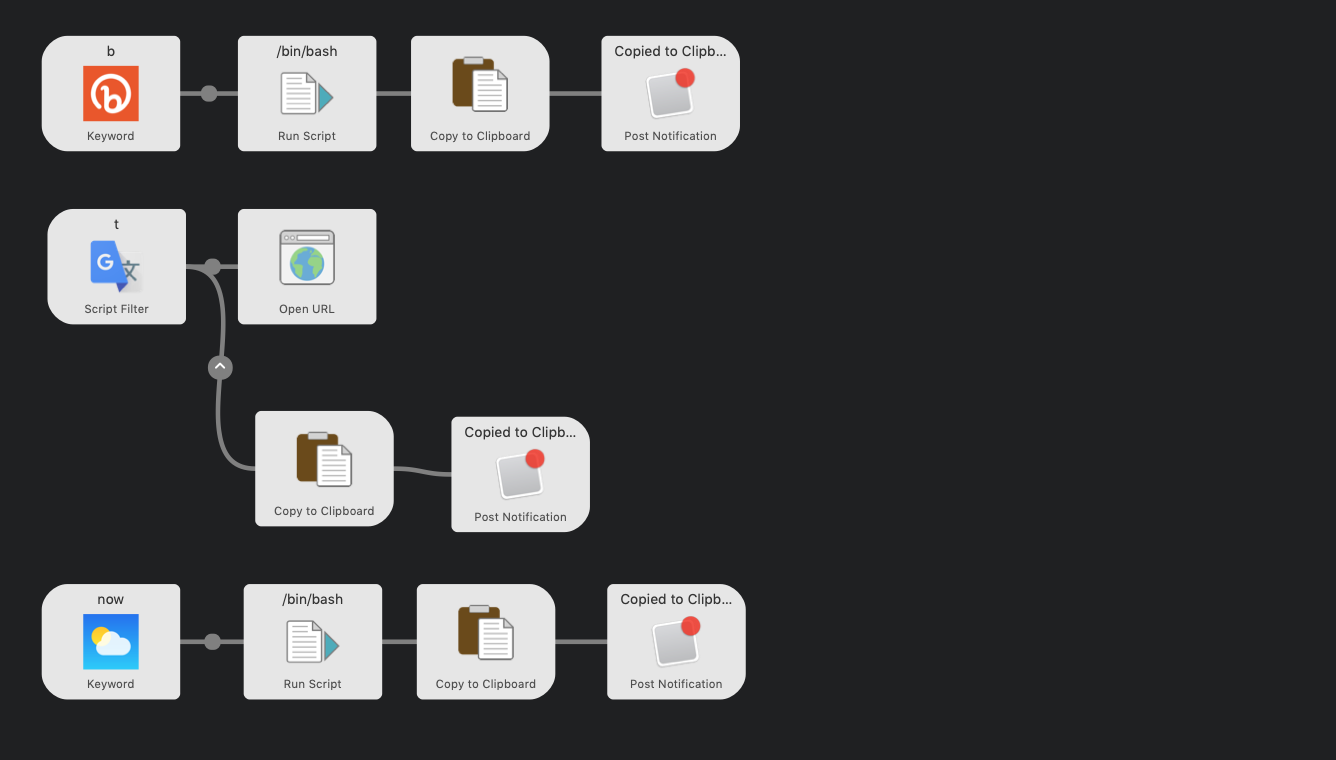 b
/bin/bash
Copied to Clipb...
Keyword
Run Script
Copy to Clipboard
Post Notification
t
G 文
Script Filter
Open URL
Copied to Clipb...
Copy to Clipboard
Post Notification
now
/bin/bash
Copied to Clipb...
Keyword
Run Script
Copy to Clipboard
Post Notification